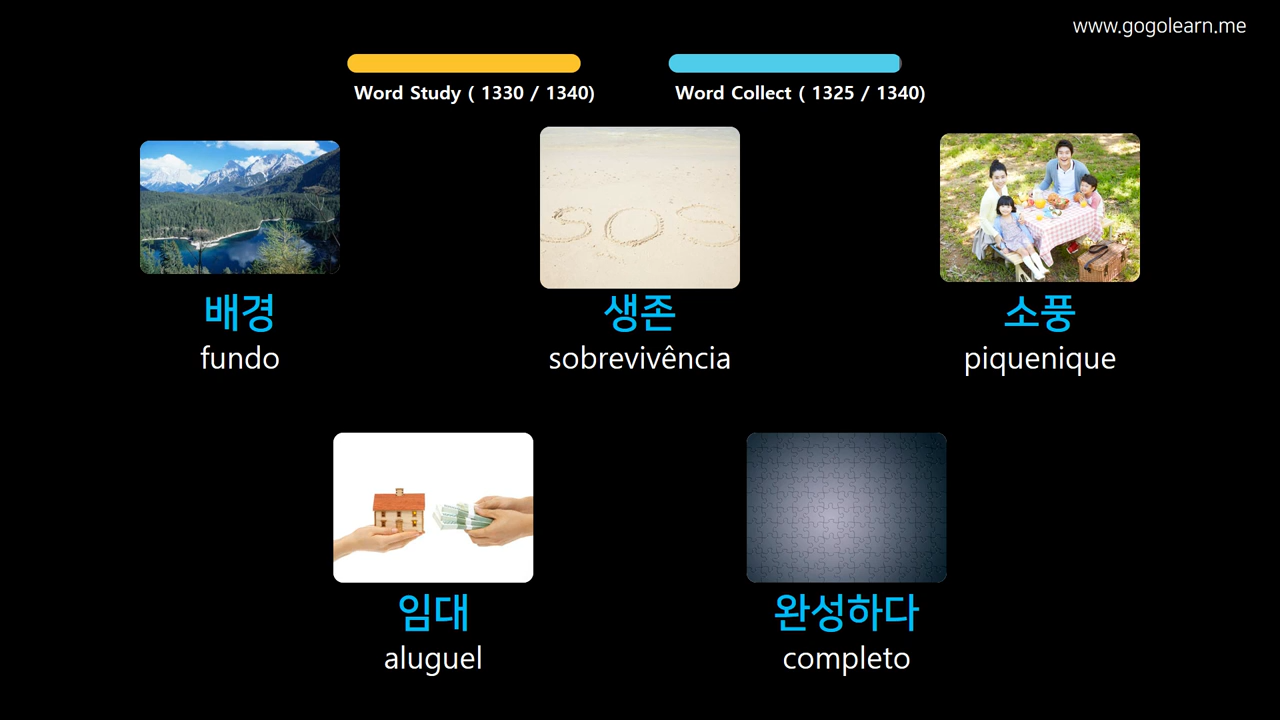 www.gogolearn.me
Word Study ( 1330 / 1340)
Word Collect ( 1325 / 1340)
SOS
배경
fundo
생존
sobrevivência
소풍
piquenique
임대
aluguel
완성하다
completo